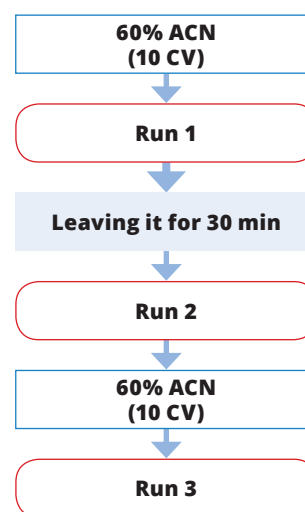 60% ACN
(10 CV)
Run 1
Leaving it for 30 min
Run 2
60% ACN
(10 CV)
Run 3